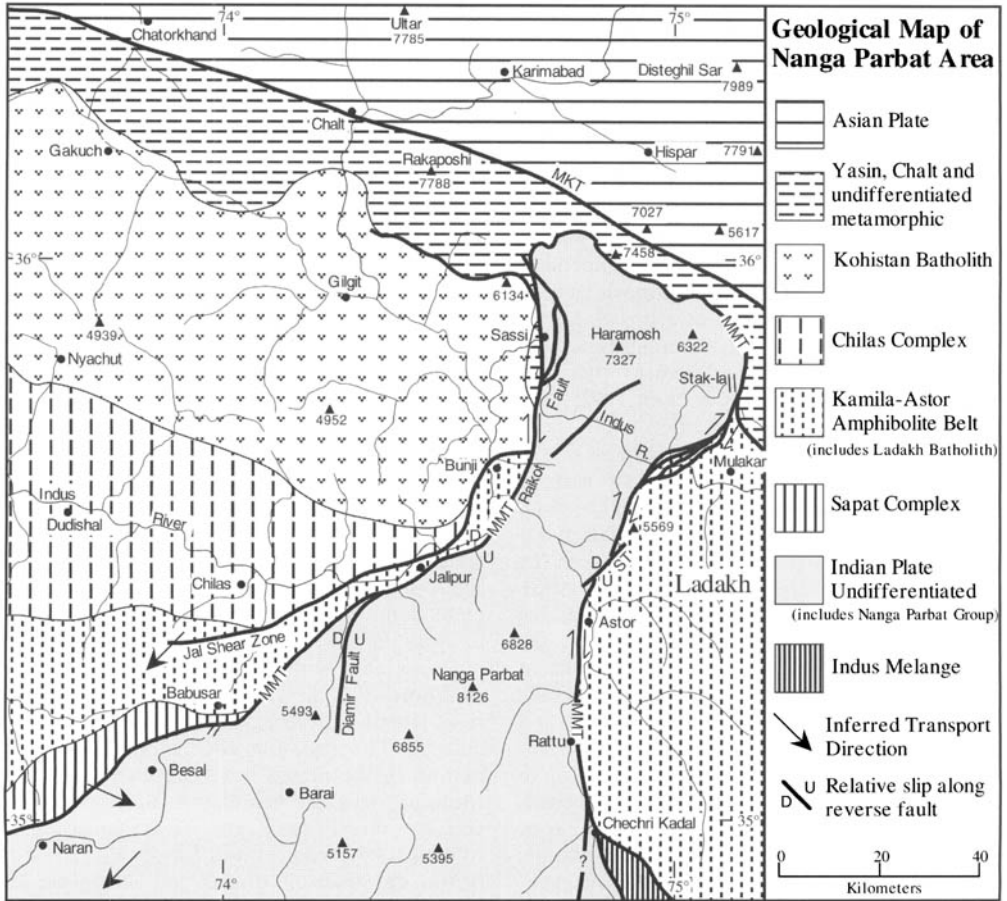 74°
75°
Ultar
7785
Chatorkhand
Karimabad
Disteghil Sar
7989
Chalt
Gakuch
Rakaposhi
7788
Hispar
7791
MKT
7027
5617
7458
36°
36°
Gilgit
6134
Sassi
Haramosh
7327
6322
MMT
4939
Nyachut
Stak-la
4952
Fault
Indus
R.
Bunji
Raikot
Mulakar
Indus
Dudishal
River
MMT
D
U
5569
Jalipur
D
U
ST
Ladakh
Chilas
Astor
Jal Shear Zone
D
U
6828
Diamir Fault
Nanga Parbat
8126
MMT
Babusar
5493
6855
MMT
Rattu
Besal
Barai
35°
35°
Chechri Kadal
Naran
5157
5395
?
74°
75°
Geological Map of
Nanga Parbat Area
Asian Plate
Yasin, Chalt and
undifferentiated
metamorphic
Kohistan Batholith
Chilas Complex
Kamila-Astor
Amphibolite Belt
(includes Ladakh Batholith)
Sapat Complex
Indian Plate
Undifferentiated
(includes Nanga Parbat Group)
Indus Melange
Inferred Transport
Direction
U
D
Relative slip along
reverse fault
0 20 40
Kilometers